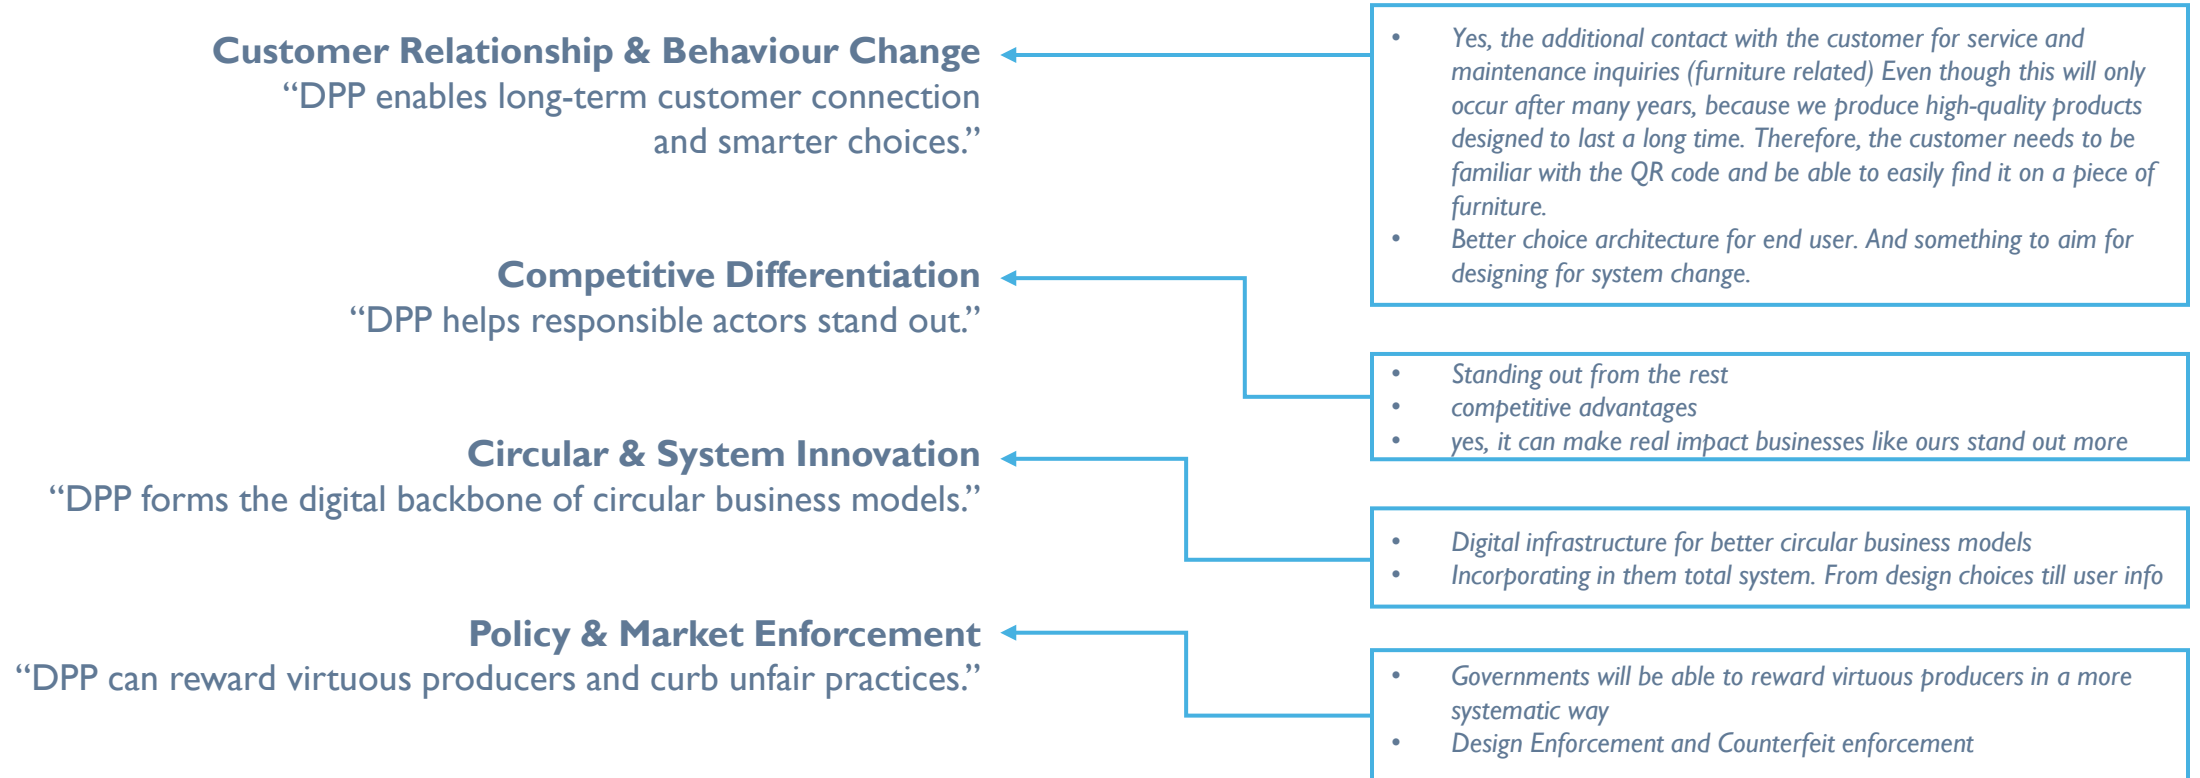 Customer Relationship & Behaviour Change
“DPP enables long-term customer connection
and smarter choices.”
• Yes, the additional contact with the customer for service and
maintenance inquiries (furniture related) Even though this will only
occur after many years, because we produce high-quality products
designed to last a long time. Therefore, the customer needs to be
familiar with the QR code and be able to easily find it on a piece of
furniture.
• Better choice architecture for end user. And something to aim for
designing for system change.
Competitive Differentiation
“DPP helps responsible actors stand out.”
• Standing out from the rest
• competitive advantages
• yes, it can make real impact businesses like ours stand out more
Circular & System Innovation
“DPP forms the digital backbone of circular business models.”
• Digital infrastructure for better circular business models
• Incorporating in them total system. From design choices till user info
Policy & Market Enforcement
“DPP can reward virtuous producers and curb unfair practices.”
• Governments will be able to reward virtuous producers in a more
systematic way
• Design Enforcement and Counterfeit enforcement